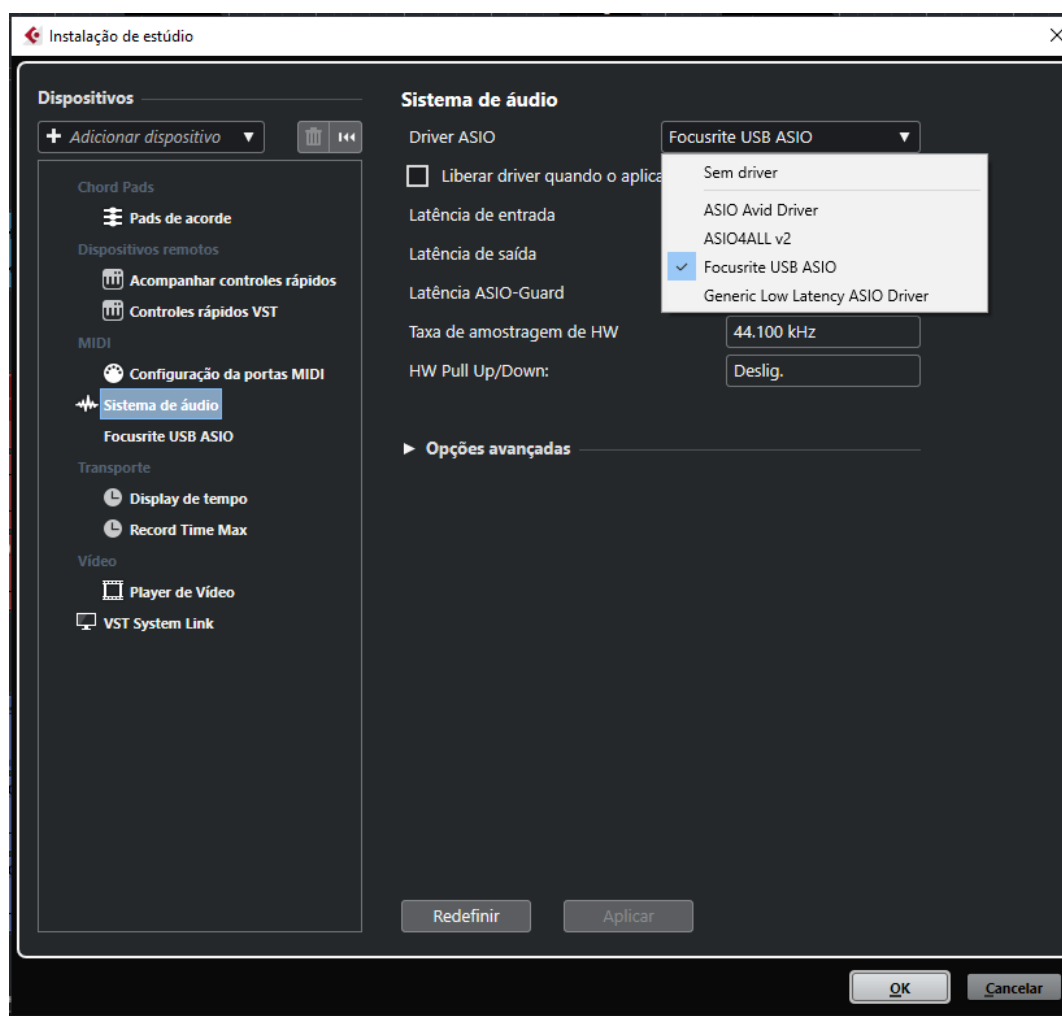 Instalação de estúdio
Dispositivos
Adicionar dispositivo
Chord Pads
Pads de acorde
Dispositivos remotos
Acompanhar controles rápidos
Controles rápidos VST
MIDI
Configuração da portas MIDI
Sistema de áudio
Focusrite USB ASIO
Transporte
Display de tempo
Record Time Max
Vídeo
Player de Vídeo
VST System Link
Sistema de áudio
Driver ASIO
Focusrite USB ASIO
Sem driver
ASIO Avid Driver
ASIO4ALL v2
Focusrite USB ASIO
Generic Low Latency ASIO Driver
Liberar driver quando o aplica
Latência de entrada
Latência de saída
Latência ASIO-Guard
Taxa de amostragem de HW
44.100 kHz
HW Pull Up/Down:
Deslig.
Opções avançadas
Redefinir
Aplicar
OK
Cancelar